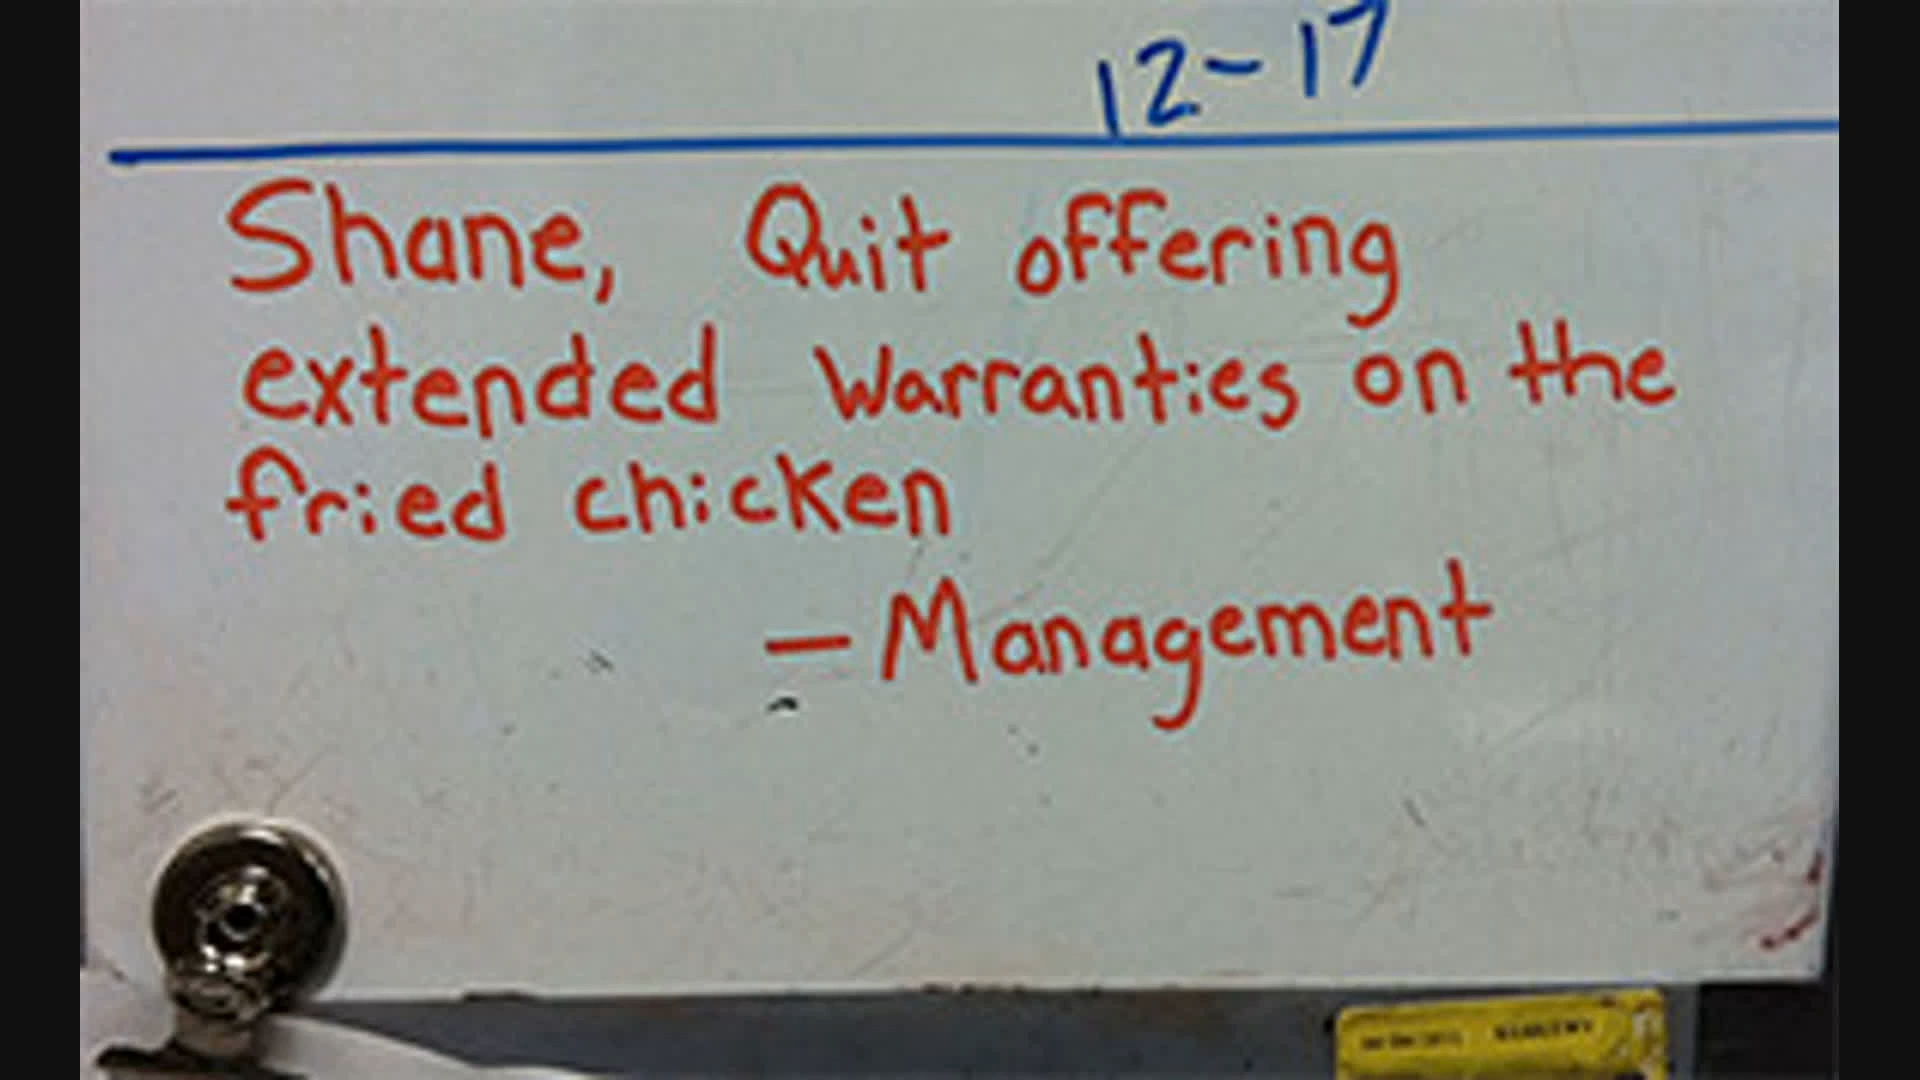 12-17
Shane, Quit offering
extended Warranties on the
fried chicken
- Management